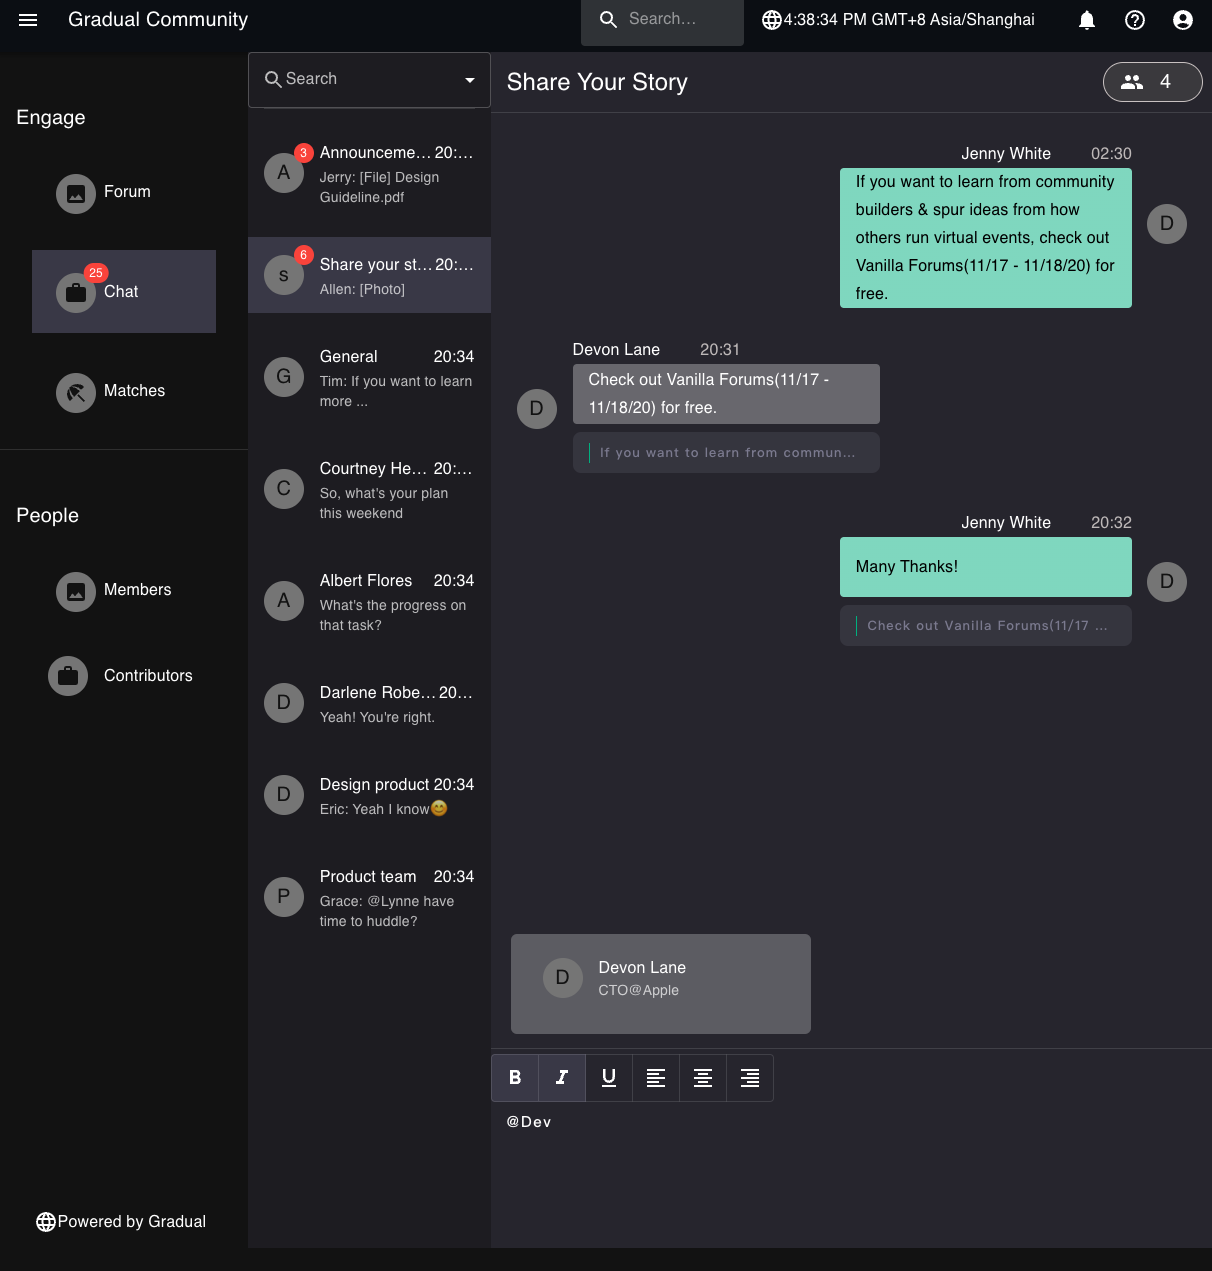 Gradual Community
Search…
4:38:34 PM GMT+8 Asia/Shanghai
Engage
Forum
25
Chat
Matches
People
Members
Contributors
Powered by Gradual
Search
A
3
Announceme… 20:…
Jerry: [File] Design
Guideline.pdf
s
6
Share your st… 20:…
Allen: [Photo]
G
General 20:34
Tim: If you want to learn
more ...
C
Courtney He… 20:…
So, what's your plan
this weekend
A
Albert Flores 20:34
What's the progress on
that task?
D
Darlene Robe… 20…
Yeah! You're right.
D
Design product 20:34
Eric: Yeah I know😊
P
Product team 20:34
Grace: @Lynne have
time to huddle?
Share Your Story
4
Jenny White 02:30
If you want to learn from community
builders & spur ideas from how
others run virtual events, check out
Vanilla Forums(11/17 - 11/18/20) for
free.
D
Devon Lane 20:31
Check out Vanilla Forums(11/17 -
11/18/20) for free.
D
If you want to learn from commun...
Jenny White 20:32
Many Thanks!
D
Check out Vanilla Forums(11/17 ...
D
Devon Lane
CTO@Apple
B I U
@Dev